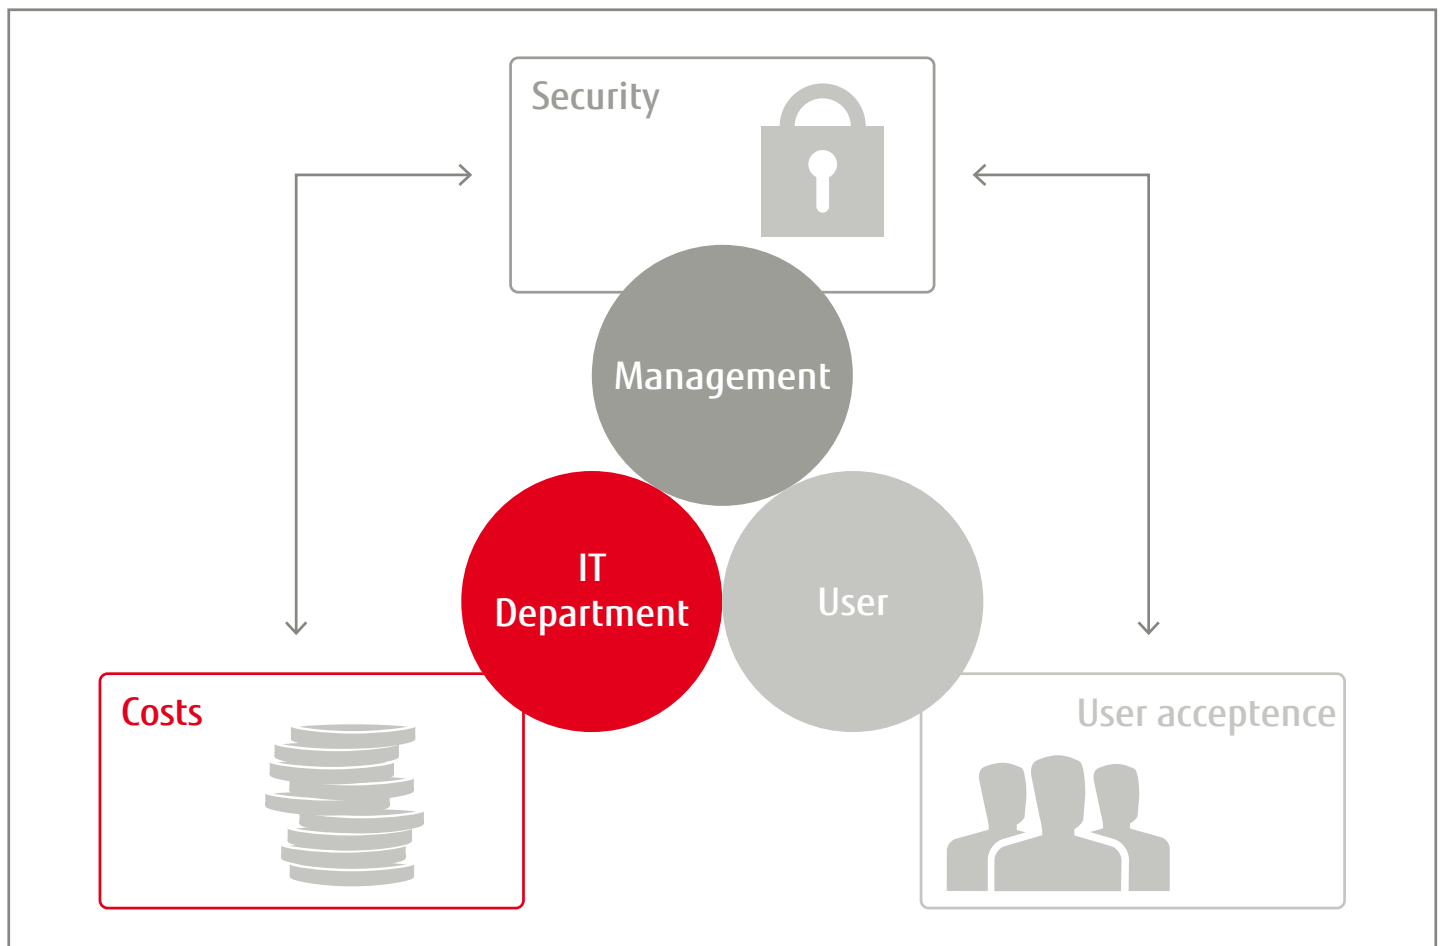 Security
Management
IT
Department
User
Costs
User acceptence